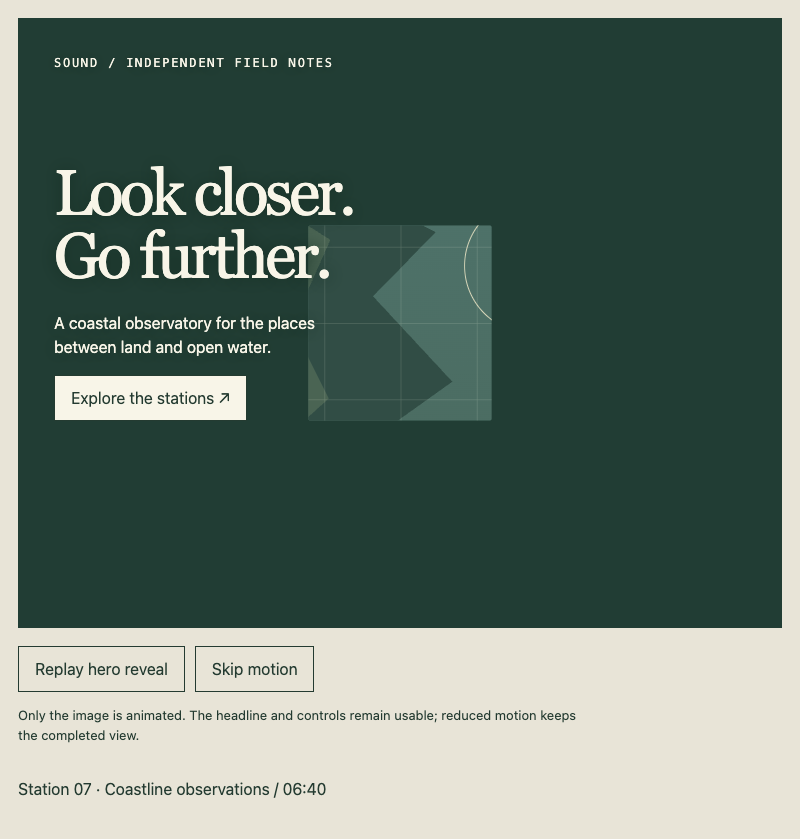 SOUND / INDEPENDENT FIELD NOTES
Look closer.
Go further.
A coastal observatory for the places
between land and open water.
Explore the stations ↗
Replay hero reveal
Skip motion
Only the image is animated. The headline and controls remain usable; reduced motion keeps
the completed view.
Station 07 · Coastline observations / 06:40